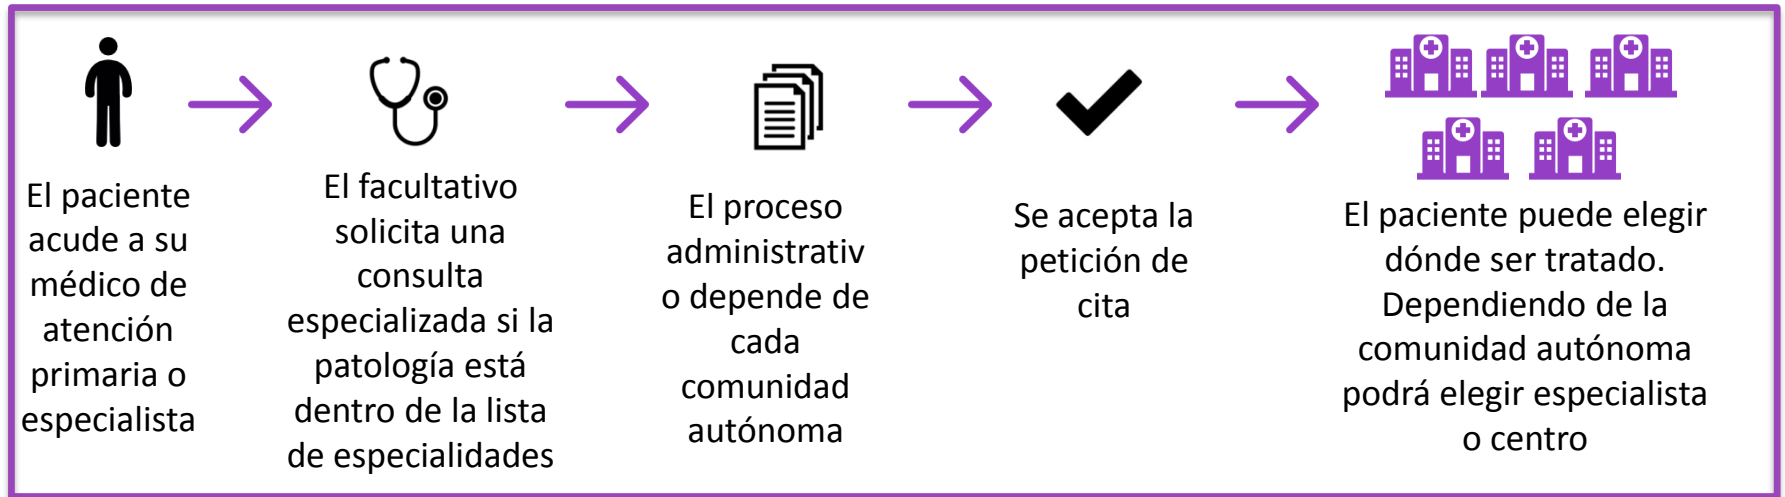 El paciente
acude a su
médico de
atención
primaria o
especialista
El facultativo
solicita una
consulta
especializada si la
patología está
dentro de la lista
de especialidades
El proceso
administrativ
o depende de
cada
comunidad
autónoma
Se acepta la
petición de
cita
El paciente puede elegir
dónde ser tratado.
Dependiendo de la
comunidad autónoma
podrá elegir especialista
o centro